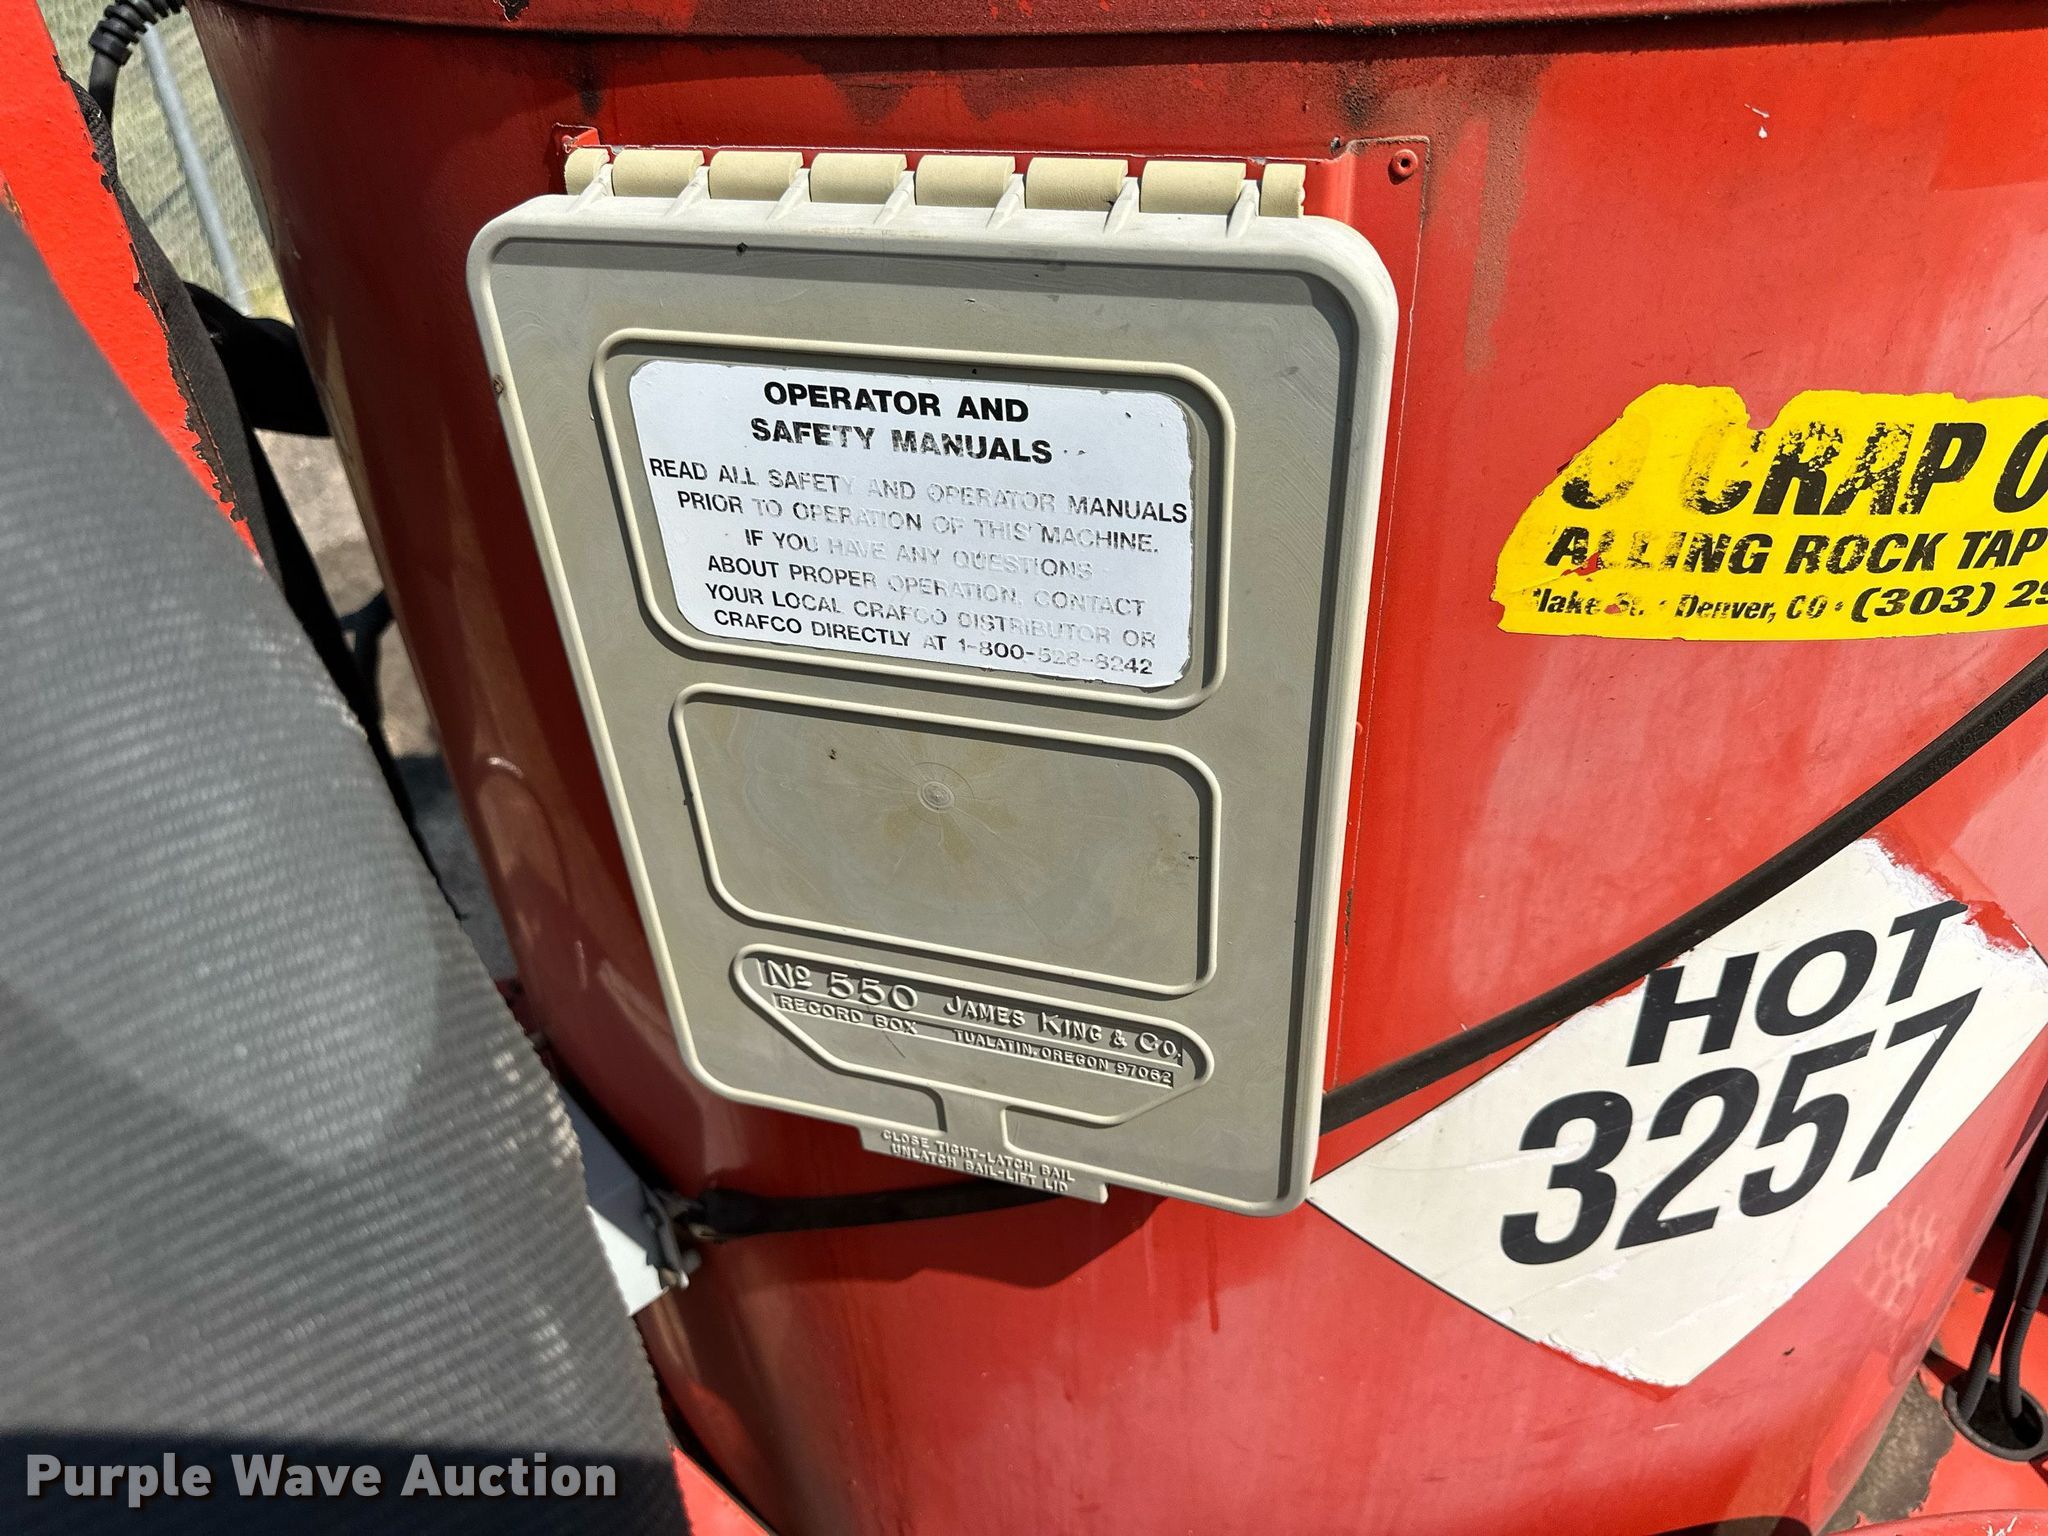 OPERATOR AND
SAFETY MANUALS
READ ALL SAFETY AND OPERATOR MANUALS
PRIOR TO OPERATION OF THIS MACHINE.
IF YOU HAVE ANY QUESTIONS
ABOUT PROPER OPERATION, CONTACT
YOUR LOCAL CRAFCO DISTRIBUTOR OR
CRAFCO DIRECTLY AT 1-800-528-8242
Nº 550 JAMES KING & CO.
RECORD BOX TUALATIN, OREGON 97062
CLOSE TIGHT-LATCH BAIL
UNLATCH BAIL-LIFT LID
CRAP O
ALLING ROCK TAP
St. • Denver, CO • (303) 29
HOT
3257
Purple Wave Auction